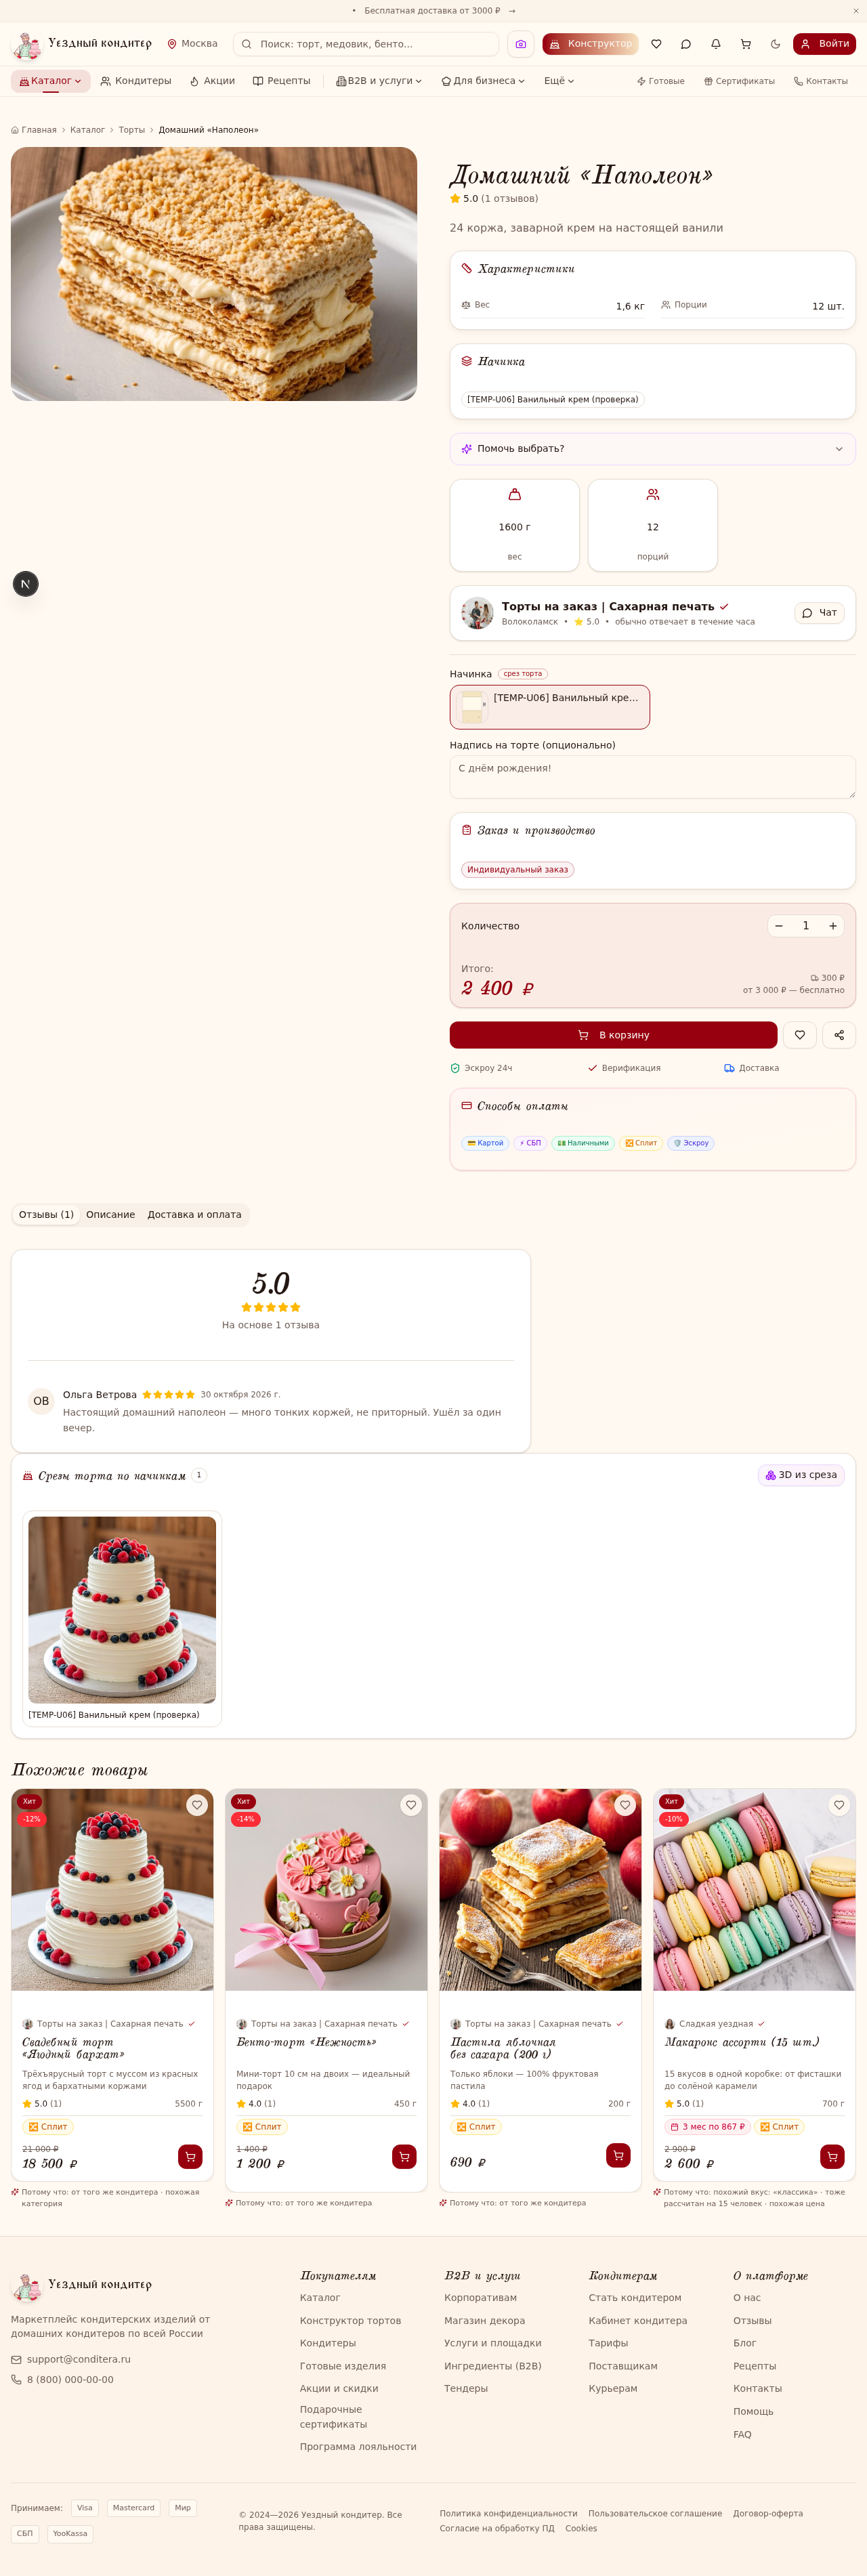 • Бесплатная доставка от 3000 ₽ →
Уездный кондитер
Москва
Поиск: торт, медовик, бенто...
Конструктор
Войти
Каталог
Кондитеры
Акции
Рецепты
B2B и услуги
Для бизнеса
Ещё
Готовые
Сертификаты
Контакты
Главная > Каталог > Торты > Домашний «Наполеон»
Домашний «Наполеон»
5.0 (1 отзывов)
24 коржа, заварной крем на настоящей ванили
Характеристики
Вес 1,6 кг
Порции 12 шт.
Начинка
[TEMP-U06] Ванильный крем (проверка)
Помочь выбрать?
1600 г
вес
12
порций
N
Торты на заказ | Сахарная печать
Волоколамск • 5.0 • обычно отвечает в течение часа
Чат
Начинка срез торта
[TEMP-U06] Ванильный кре...
Надпись на торте (опционально)
С днём рождения!
Заказ и производство
Индивидуальный заказ
Количество
1
Итого:
2 400 ₽
300 ₽
от 3 000 ₽ — бесплатно
В корзину
Эскроу 24ч
Верификация
Доставка
Способы оплаты
Картой
СБП
Наличными
Сплит
Эскроу
Отзывы (1)
Описание
Доставка и оплата
5.0
На основе 1 отзыва
ОВ
Ольга Ветрова 30 октября 2026 г.
Настоящий домашний наполеон — много тонких коржей, не приторный. Ушёл за один
вечер.
Срезы торта по начинкам 1
3D из среза
[TEMP-U06] Ванильный крем (проверка)
Похожие товары
Хит
-12%
Торты на заказ | Сахарная печать
Свадебный торт
«Ягодный бархат»
Трёхъярусный торт с муссом из красных
ягод и бархатными коржами
5.0 (1) 5500 г
Сплит
21 000 ₽
18 500 ₽
Потому что: от того же кондитера · похожая
категория
Хит
-14%
Торты на заказ | Сахарная печать
Бенто-торт «Нежность»
Мини-торт 10 см на двоих — идеальный
подарок
4.0 (1) 450 г
Сплит
1 400 ₽
1 200 ₽
Потому что: от того же кондитера
Торты на заказ | Сахарная печать
Пастила яблочная
без сахара (200 г)
Только яблоки — 100% фруктовая
пастила
4.0 (1) 200 г
Сплит
690 ₽
Потому что: от того же кондитера
Хит
-10%
Сладкая уездная
Макаронс ассорти (15 шт.)
15 вкусов в одной коробке: от фисташки
до солёной карамели
5.0 (1) 700 г
3 мес по 867 ₽
Сплит
2 900 ₽
2 600 ₽
Потому что: похожий вкус: «классика» · тоже
рассчитан на 15 человек · похожая цена
Уездный кондитер
Маркетплейс кондитерских изделий от
домашних кондитеров по всей России
support@conditera.ru
8 (800) 000-00-00
Покупателям
Каталог
Конструктор тортов
Кондитеры
Готовые изделия
Акции и скидки
Подарочные
сертификаты
Программа лояльности
B2B и услуги
Корпоративам
Магазин декора
Услуги и площадки
Ингредиенты (B2B)
Тендеры
Кондитерам
Стать кондитером
Кабинет кондитера
Тарифы
Поставщикам
Курьерам
О платформе
О нас
Отзывы
Блог
Рецепты
Контакты
Помощь
FAQ
Принимаем:
Visa
Mastercard
Мир
СБП
YooKassa
© 2024—2026 Уездный кондитер. Все
права защищены.
Политика конфиденциальности
Пользовательское соглашение
Договор-оферта
Согласие на обработку ПД
Cookies